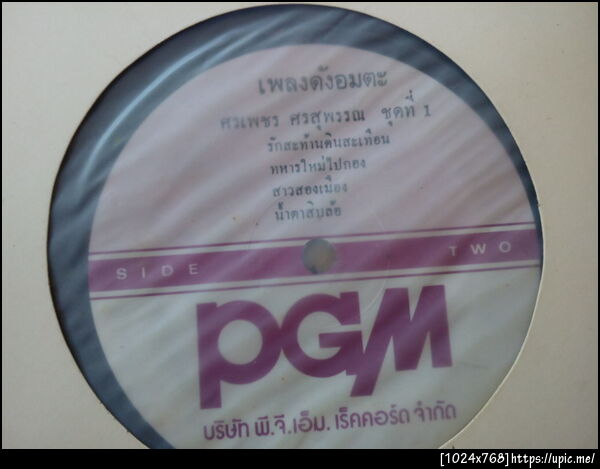 เพลงดังอมตะ
ศรเพชร ศรสุพรรณ ชุดที่ 1
รักสะท้านดินสะเทือน
ทหารใหม่ไปกอง
สาวสองเมือง
น้ำตาสิบล้อ
SIDE TWO
PGM
บริษัท พี.จี.เอ็ม. เร็คคอร์ด จำกัด
[1024x768]https://upic.me/